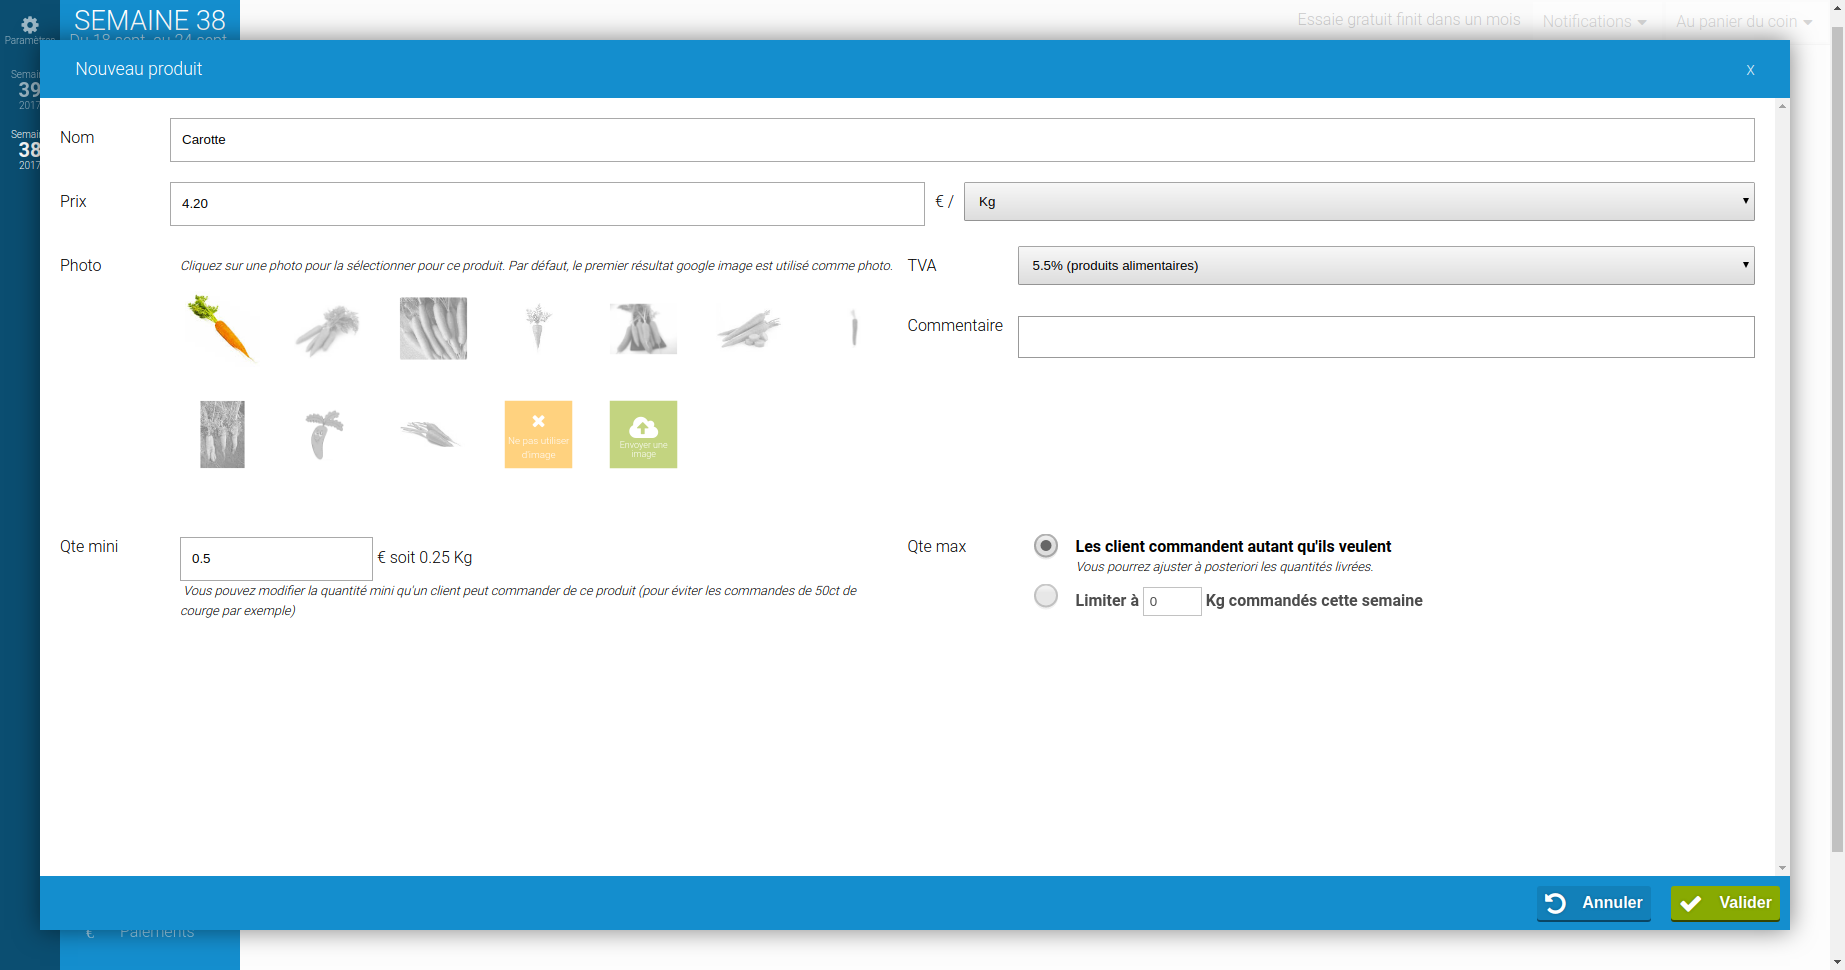 Paramètres
SEMAINE 38
Du 18 sept. au 24 sept.
Essaie gratuit finit dans un mois
Notifications
Au panier du coin
39
2017
38
2017
Nouveau produit
X
Nom
Carotte
Prix
4.20
€ /
Kg
Photo
Cliquez sur une photo pour la sélectionner pour ce produit. Par défaut, le premier résultat google image est utilisé comme photo.
TVA
5.5% (produits alimentaires)
Commentaire
Ne pas utiliser
d'image
Envoyer une
image
Qte mini
0.5
€ soit 0.25 Kg
Vous pouvez modifier la quantité mini qu'un client peut commander de ce produit (pour éviter les commandes de 50ct de
courge par exemple)
Qte max
Les client commandent autant qu'ils veulent
Vous pourrez ajuster à posteriori les quantités livrées.
Limiter à 0 Kg commandés cette semaine
Annuler
Valider
€ Paiements